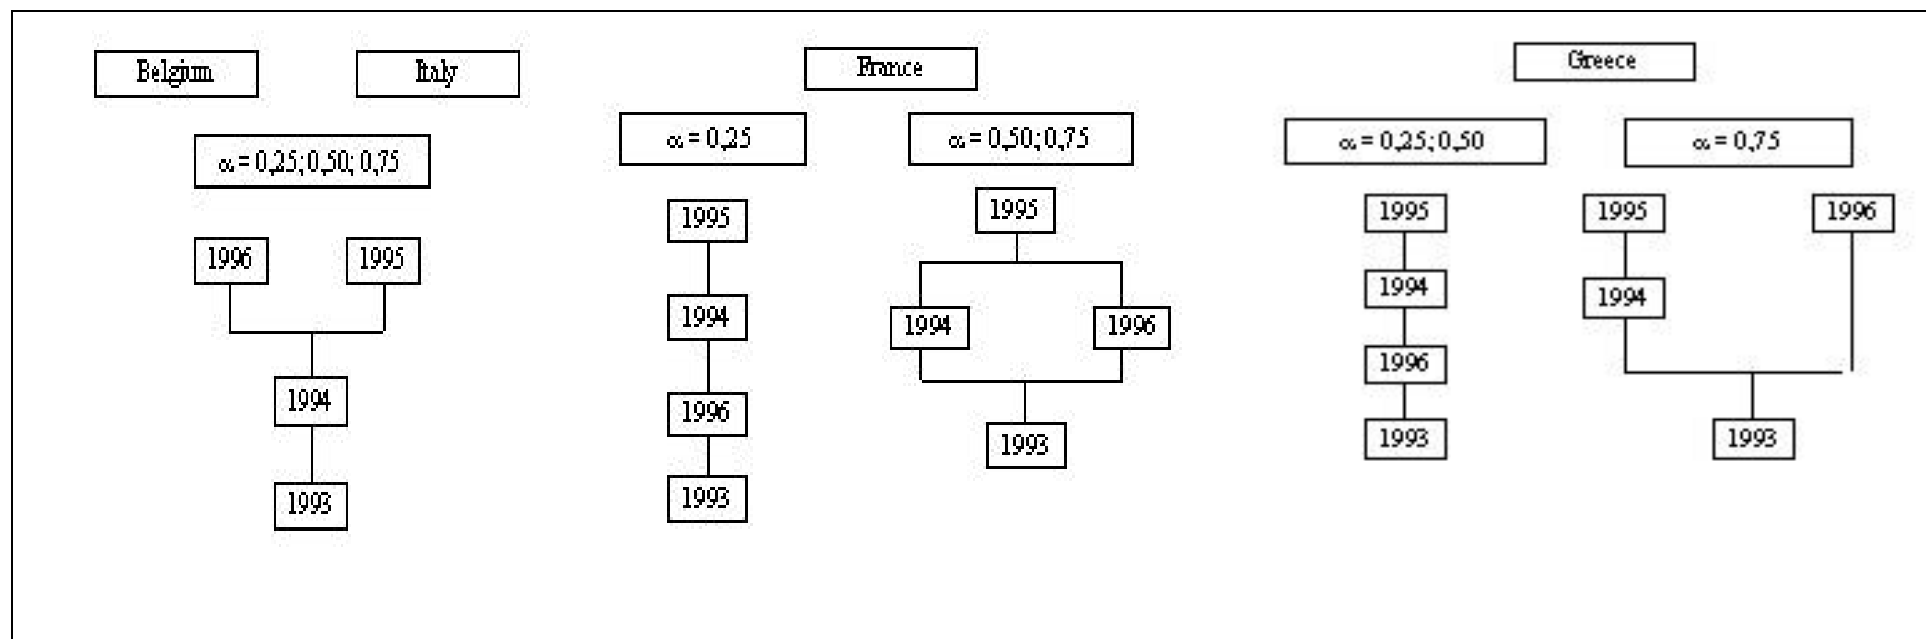 Belgium
Italy
α = 0,25; 0,50; 0,75
1996
1995
1994
1993
France
α = 0,25
1995
1994
1996
1993
α = 0,50; 0,75
1995
1994
1996
1993
Greece
α = 0,25; 0,50
1995
1994
1996
1993
α = 0,75
1995
1996
1994
1993